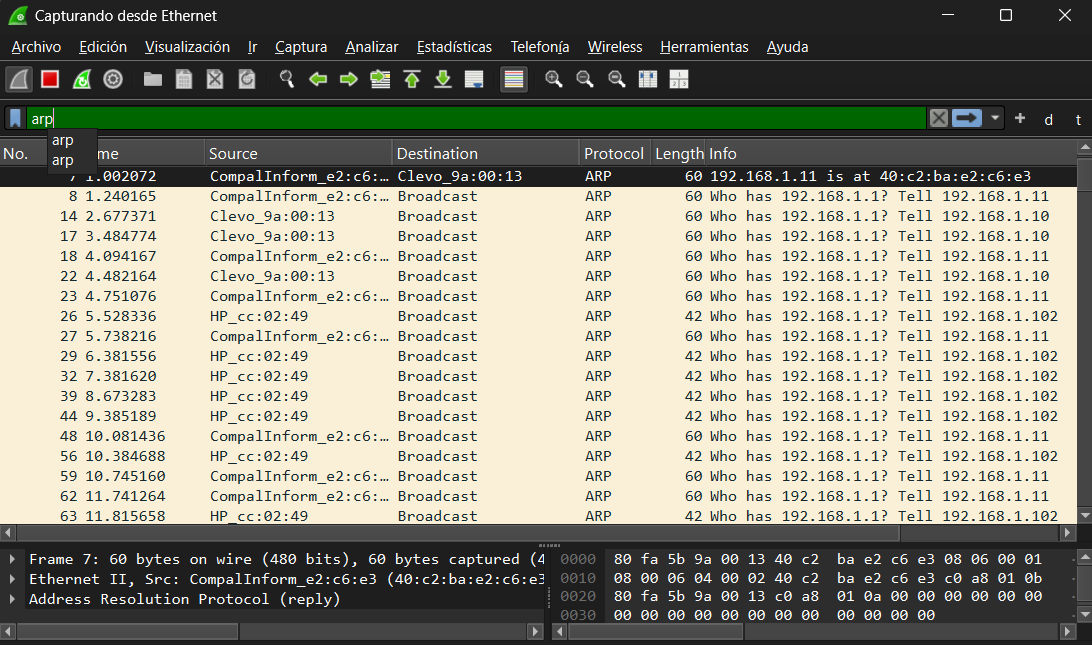 Capturando desde Ethernet
Archivo Edición Visualización Ir Captura Analizar Estadísticas Telefonía Wireless Herramientas Ayuda
arp + d t
arp
arp
No. me Source Destination Protocol Length Info
7 1.002072 CompalInform_e2:c6:… Clevo_9a:00:13 ARP 60 192.168.1.11 is at 40:c2:ba:e2:c6:e3
8 1.240165 CompalInform_e2:c6:… Broadcast ARP 60 Who has 192.168.1.1? Tell 192.168.1.11
14 2.677371 Clevo_9a:00:13 Broadcast ARP 60 Who has 192.168.1.1? Tell 192.168.1.10
17 3.484774 Clevo_9a:00:13 Broadcast ARP 60 Who has 192.168.1.1? Tell 192.168.1.10
18 4.094167 CompalInform_e2:c6:… Broadcast ARP 60 Who has 192.168.1.1? Tell 192.168.1.11
22 4.482164 Clevo_9a:00:13 Broadcast ARP 60 Who has 192.168.1.1? Tell 192.168.1.10
23 4.751076 CompalInform_e2:c6:… Broadcast ARP 60 Who has 192.168.1.1? Tell 192.168.1.11
26 5.528336 HP_cc:02:49 Broadcast ARP 42 Who has 192.168.1.1? Tell 192.168.1.102
27 5.738216 CompalInform_e2:c6:… Broadcast ARP 60 Who has 192.168.1.1? Tell 192.168.1.11
29 6.381556 HP_cc:02:49 Broadcast ARP 42 Who has 192.168.1.1? Tell 192.168.1.102
32 7.381620 HP_cc:02:49 Broadcast ARP 42 Who has 192.168.1.1? Tell 192.168.1.102
39 8.673283 HP_cc:02:49 Broadcast ARP 42 Who has 192.168.1.1? Tell 192.168.1.102
44 9.385189 HP_cc:02:49 Broadcast ARP 42 Who has 192.168.1.1? Tell 192.168.1.102
48 10.081436 CompalInform_e2:c6:… Broadcast ARP 60 Who has 192.168.1.1? Tell 192.168.1.11
56 10.384688 HP_cc:02:49 Broadcast ARP 42 Who has 192.168.1.1? Tell 192.168.1.102
59 10.745160 CompalInform_e2:c6:… Broadcast ARP 60 Who has 192.168.1.1? Tell 192.168.1.11
62 11.741264 CompalInform_e2:c6:… Broadcast ARP 60 Who has 192.168.1.1? Tell 192.168.1.11
63 11.815658 HP_cc:02:49 Broadcast ARP 42 Who has 192.168.1.1? Tell 192.168.1.102
Frame 7: 60 bytes on wire (480 bits), 60 bytes captured (4
Ethernet II, Src: CompalInform_e2:c6:e3 (40:c2:ba:e2:c6:e3
Address Resolution Protocol (reply)
0000 80 fa 5b 9a 00 13 40 c2 ba e2 c6 e3 08 06 00 01
0010 08 00 06 04 00 02 40 c2 ba e2 c6 e3 c0 a8 01 0b
0020 80 fa 5b 9a 00 13 c0 a8 01 0a 00 00 00 00 00 00
0030 00 00 00 00 00 00 00 00 00 00 00 00